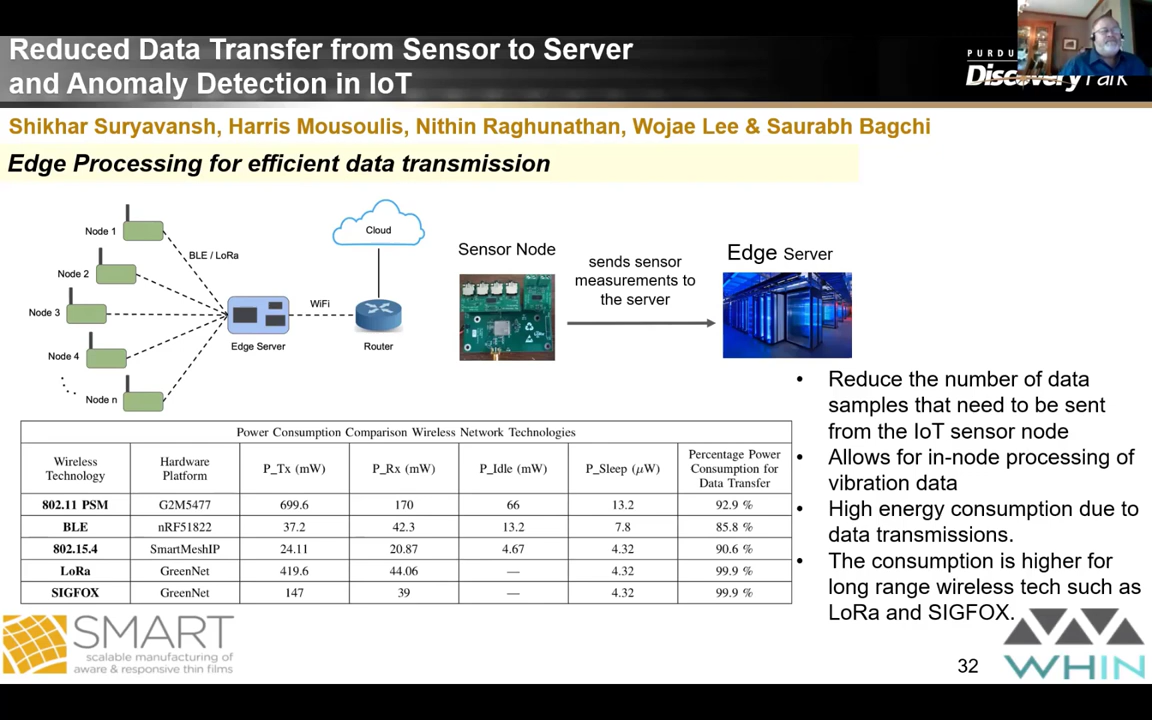 Reduced Data Transfer from Sensor to Server
and Anomaly Detection in IoT
PURDU
Discovery Park
Shikhar Suryavansh, Harris Mousoulis, Nithin Raghunathan, Wojae Lee & Saurabh Bagchi
Edge Processing for efficient data transmission
Node 1
Node 2
Node 3
Node 4
Node n
BLE / LoRa
Edge Server
WiFi
Cloud
Router
Sensor Node
sends sensor
measurements to
the server
Edge Server
• Reduce the number of data
samples that need to be sent
from the IoT sensor node
• Allows for in-node processing of
vibration data
• High energy consumption due to
data transmissions.
• The consumption is higher for
long range wireless tech such as
LoRa and SIGFOX.
Power Consumption Comparison Wireless Network Technologies
Wireless Technology | Hardware Platform | P_Tx (mW) | P_Rx (mW) | P_Idle (mW) | P_Sleep (μW) | Percentage Power Consumption for Data Transfer
802.11 PSM | G2M5477 | 699.6 | 170 | 66 | 13.2 | 92.9 %
BLE | nRF51822 | 37.2 | 42.3 | 13.2 | 7.8 | 85.8 %
802.15.4 | SmartMeshIP | 24.11 | 20.87 | 4.67 | 4.32 | 90.6 %
LoRa | GreenNet | 419.6 | 44.06 | — | 4.32 | 99.9 %
SIGFOX | GreenNet | 147 | 39 | — | 4.32 | 99.9 %
SMART
scalable manufacturing of
aware & responsive thin films
32
WHIN